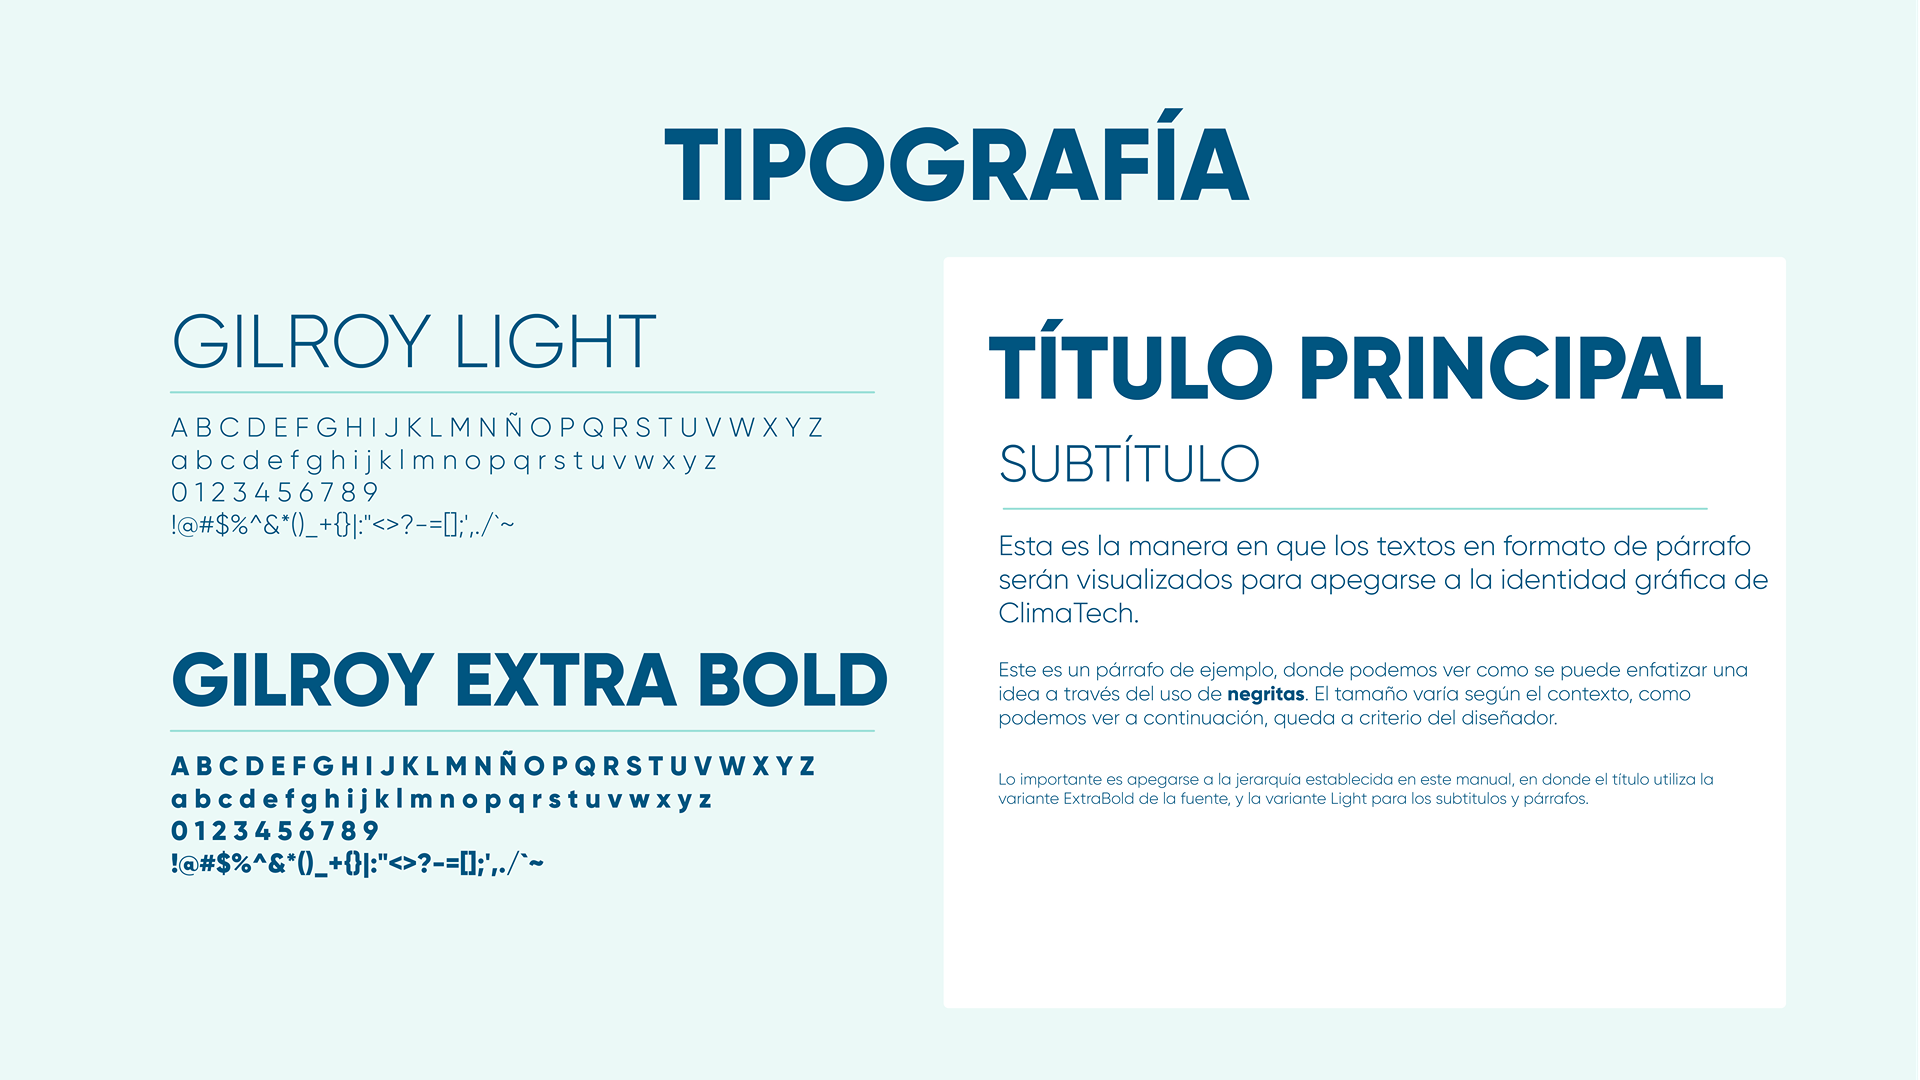 TIPOGRAFÍA
GILROY LIGHT
A B C D E F G H I J K L M N Ñ O P Q R S T U V W X Y Z
a b c d e f g h i j k l m n o p q r s t u v w x y z
0 1 2 3 4 5 6 7 8 9
!@#$%^&*()_+{}|:"<>?-=[];',./`~
GILROY EXTRA BOLD
A B C D E F G H I J K L M N Ñ O P Q R S T U V W X Y Z
a b c d e f g h i j k l m n o p q r s t u v w x y z
0 1 2 3 4 5 6 7 8 9
!@#$%^&*()_+{}|:"<>?-=[];',./`~
TÍTULO PRINCIPAL
SUBTÍTULO
Esta es la manera en que los textos en formato de párrafo
serán visualizados para apegarse a la identidad gráfica de
ClimaTech.
Este es un párrafo de ejemplo, donde podemos ver como se puede enfatizar una
idea a través del uso de negritas. El tamaño varía según el contexto, como
podemos ver a continuación, queda a criterio del diseñador.
Lo importante es apegarse a la jerarquía establecida en este manual, en donde el título utiliza la
variante ExtraBold de la fuente, y la variante Light para los subtitulos y párrafos.